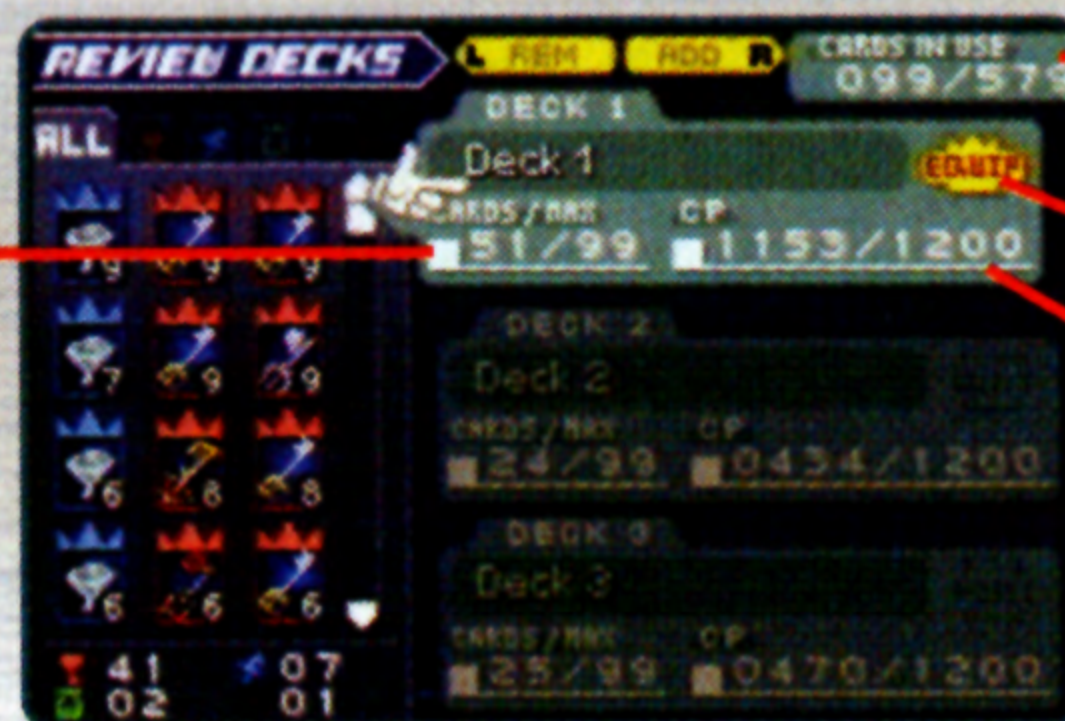 REVIEW DECKS L REM ADD R CARDS IN USE
099/579
ALL
DECK 1
Deck 1 EQUIP
CARDS/MAX CP
51/99 1153/1200
9 9 9
DECK 2
Deck 2
7 9 9
CARDS/MAX CP
24/99 0434/1200
6 8 8
DECK 3
Deck 3
6 6 6
CARDS/MAX CP
25/99 0470/1200
41 07
02 01